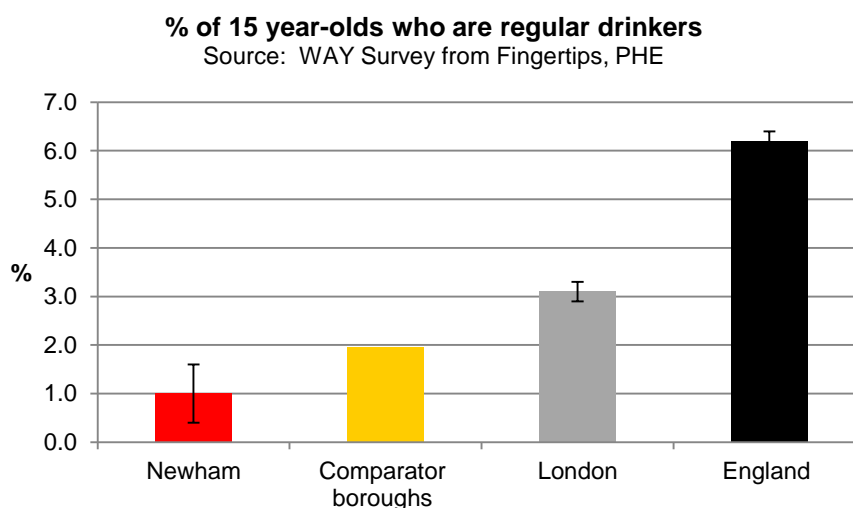 % of 15 year-olds who are regular drinkers
Source: WAY Survey from Fingertips, PHE
7.0
6.0
5.0
4.0
3.0
2.0
1.0
0.0
%
Newham
Comparator
boroughs
London
England